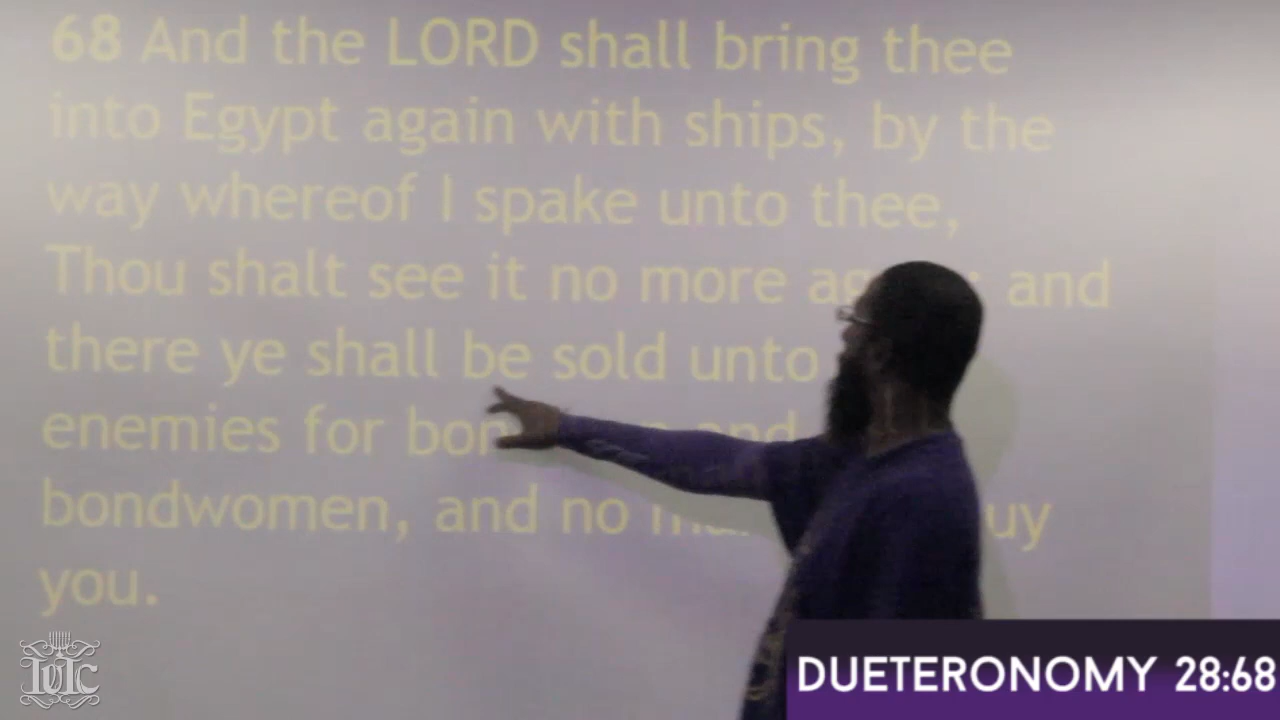 68 And the LORD shall bring thee
into Egypt again with ships, by the
way whereof I spake unto thee,
Thou shalt see it no more and
there ye shall be sold unto
enemies for and
bondwomen, and no
you.
IUIC
DUETERONOMY 28:68